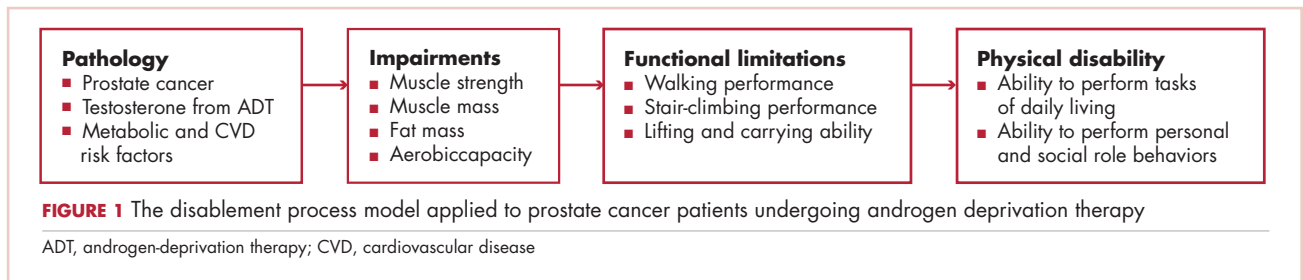 Pathology
■ Prostate cancer
■ Testosterone from ADT
■ Metabolic and CVD
risk factors
Impairments
■ Muscle strength
■ Muscle mass
■ Fat mass
■ Aerobiccapacity
Functional limitations
■ Walking performance
■ Stair-climbing performance
■ Lifting and carrying ability
Physical disability
■ Ability to perform tasks
of daily living
■ Ability to perform personal
and social role behaviors
FIGURE 1 The disablement process model applied to prostate cancer patients undergoing androgen deprivation therapy
ADT, androgen-deprivation therapy; CVD, cardiovascular disease